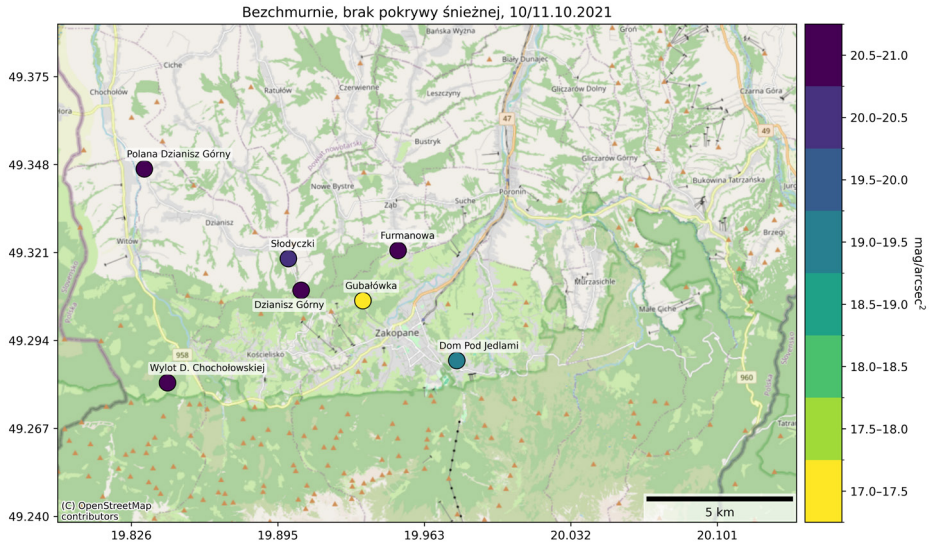 Bezchmurnie, brak pokrywy śnieżnej, 10/11.10.2021
49.375
49.348
49.321
49.294
49.267
49.240
19.826
19.895
19.963
20.032
20.101
Bańska Wyżna
Groń
Ciche
Biały Dunajec
Chochołów
Ratułów
Czerwienne
Leszczyny
Gliczarów Dolny
Czarna Góra
47
49
Bustryk
Polana Dzianisz Górny
Gliczarów Górny
Nowe Bystre
Bukowina Tatrzańska
Poronin
Ząb
Suche
Dzianisz
Witów
Słodyczki
Furmanowa
Brzeg
Gubałówka
Murzasichle
Dzianisz Górny
Małe Ciche
Zakopane
958
Kościelisko
Dom Pod Jedlami
Wylot D. Chochołowskiej
960
(C) OpenStreetMap
contributors
5 km
20.5–21.0
20.0–20.5
19.5–20.0
19.0–19.5
18.5–19.0
18.0–18.5
17.5–18.0
17.0–17.5
mag/arcsec²